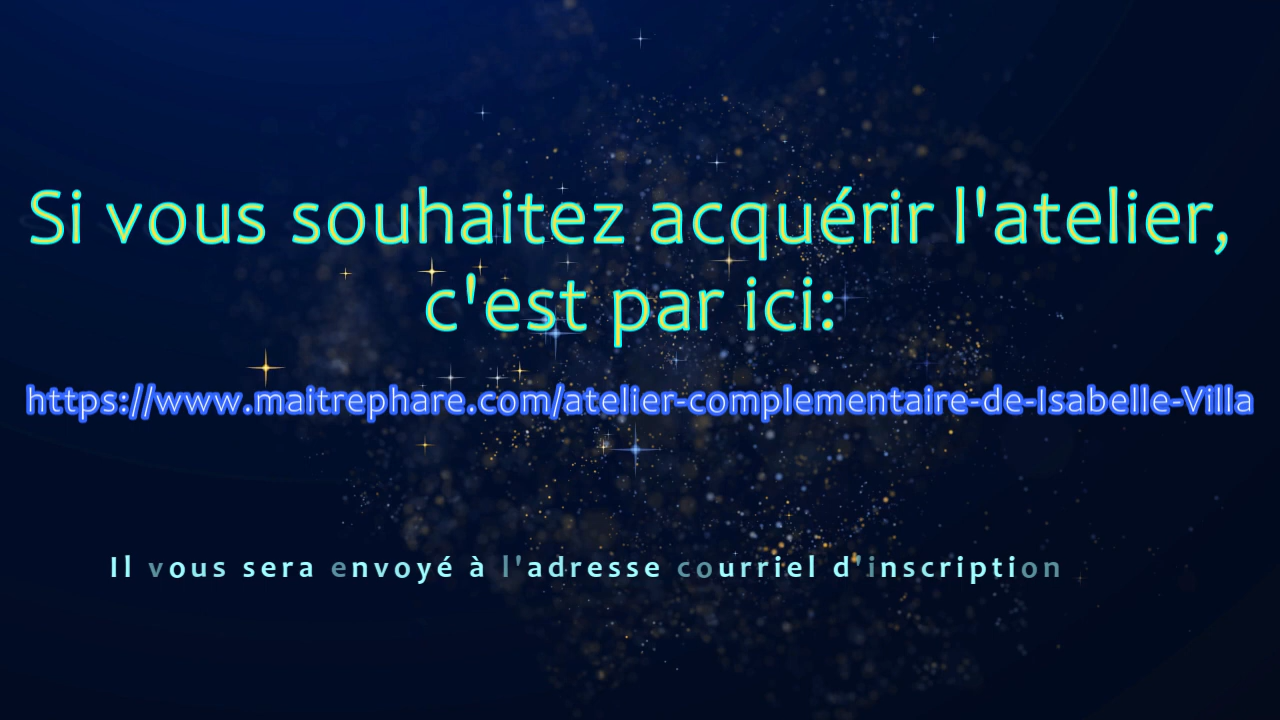 Si vous souhaitez acquérir l'atelier,
c'est par ici:
https://www.maitrephare.com/atelier-complementaire-de-Isabelle-Villa
Il vous sera envoyé à l'adresse courriel d'inscription